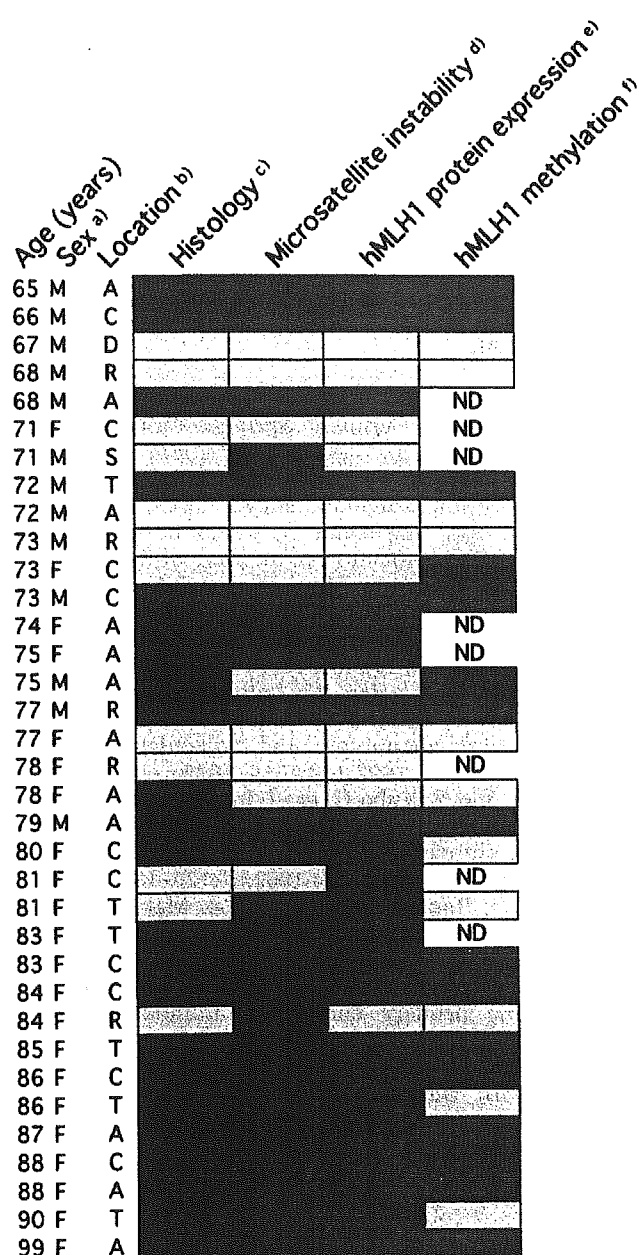 Age (years)
Sex a)
Location b)
Histology c)
Microsatellite instability d)
hMLH1 protein expression e)
hMLH1 methylation f)
65 M A
66 M C
67 M D
68 M R
68 M A ND
71 F C ND
71 M S ND
72 M T
72 M A
73 M R
73 F C
73 M C
74 F A ND
75 F A ND
75 M A
77 M R
77 F A
78 F R ND
78 F A
79 M A
80 F C
81 F C ND
81 F T
83 F T ND
83 F C
84 F C
84 F R
85 F T
86 F C
86 F T
87 F A
88 F C
88 F A
90 F T
99 F A